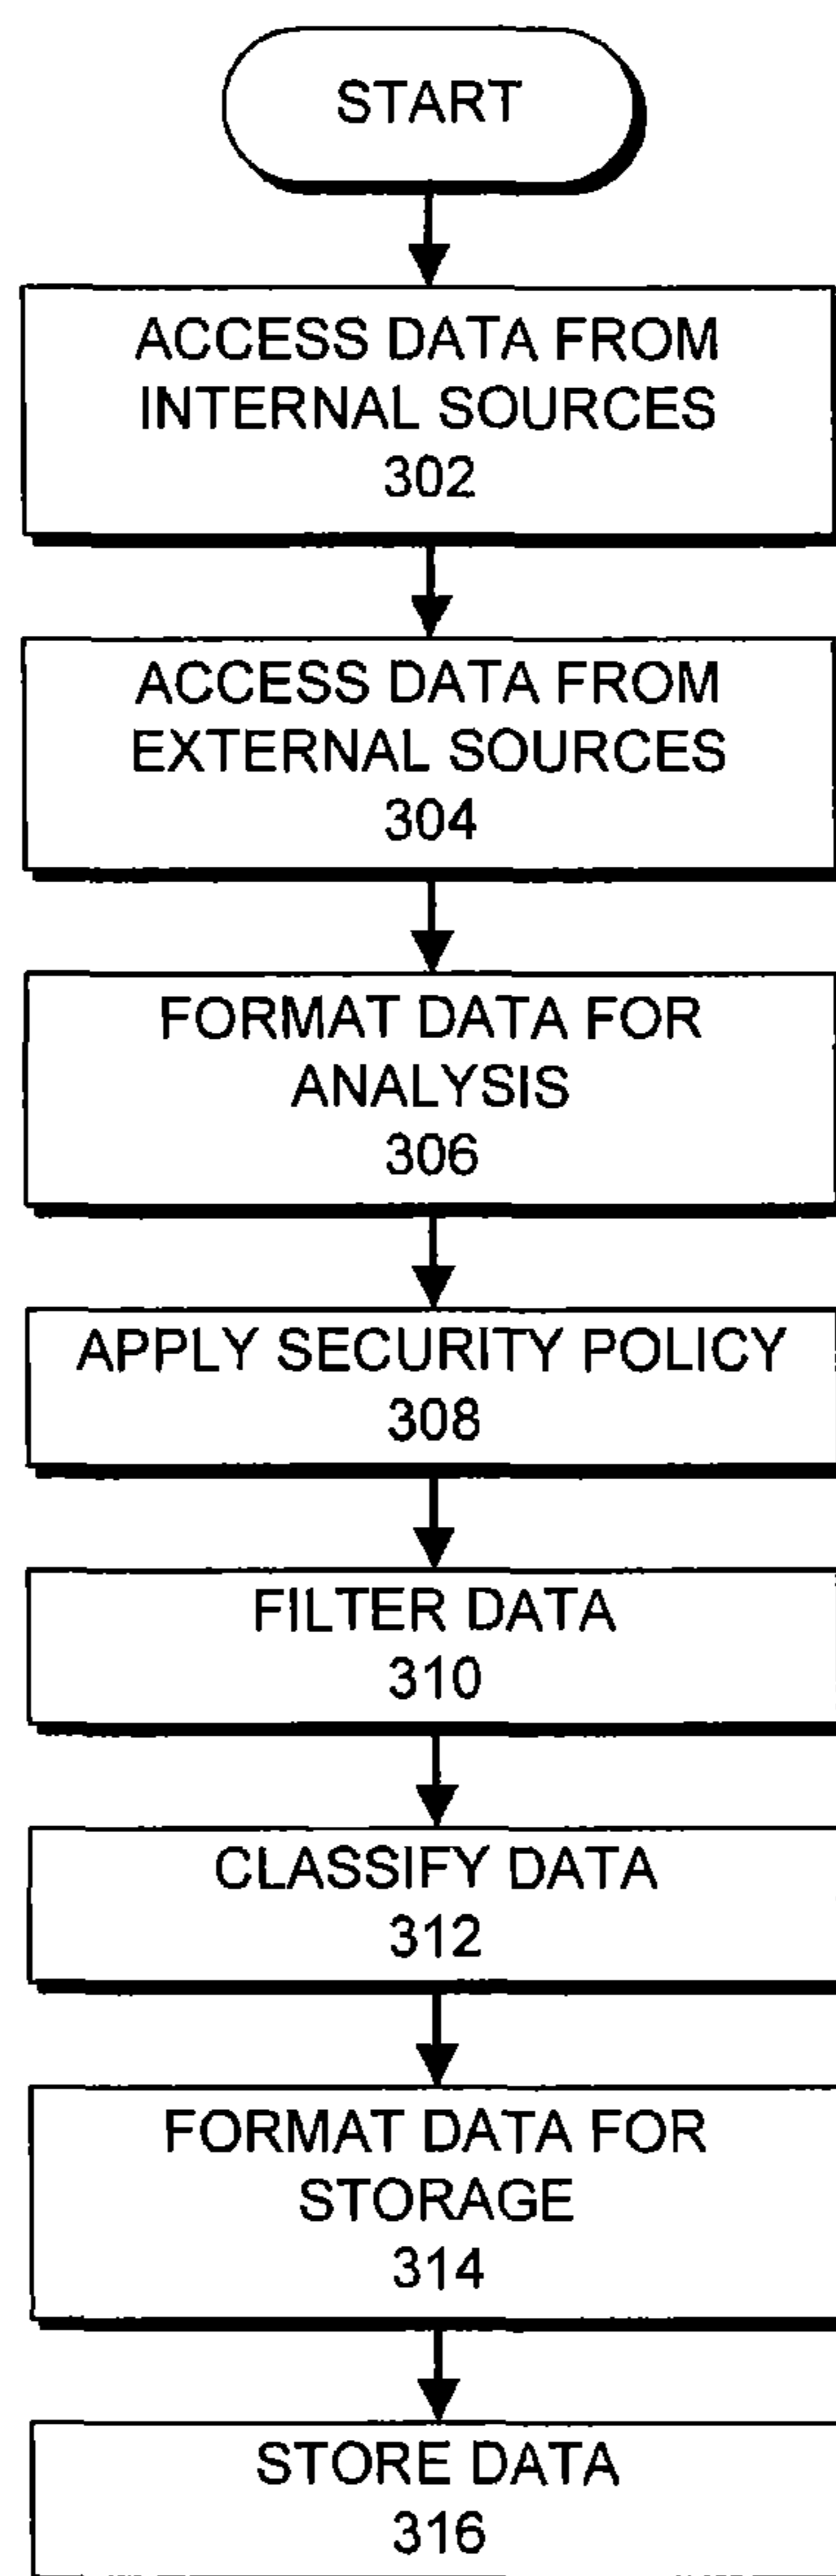 START
ACCESS DATA FROM
INTERNAL SOURCES
302
ACCESS DATA FROM
EXTERNAL SOURCES
304
FORMAT DATA FOR
ANALYSIS
306
APPLY SECURITY POLICY
308
FILTER DATA
310
CLASSIFY DATA
312
FORMAT DATA FOR
STORAGE
314
STORE DATA
316